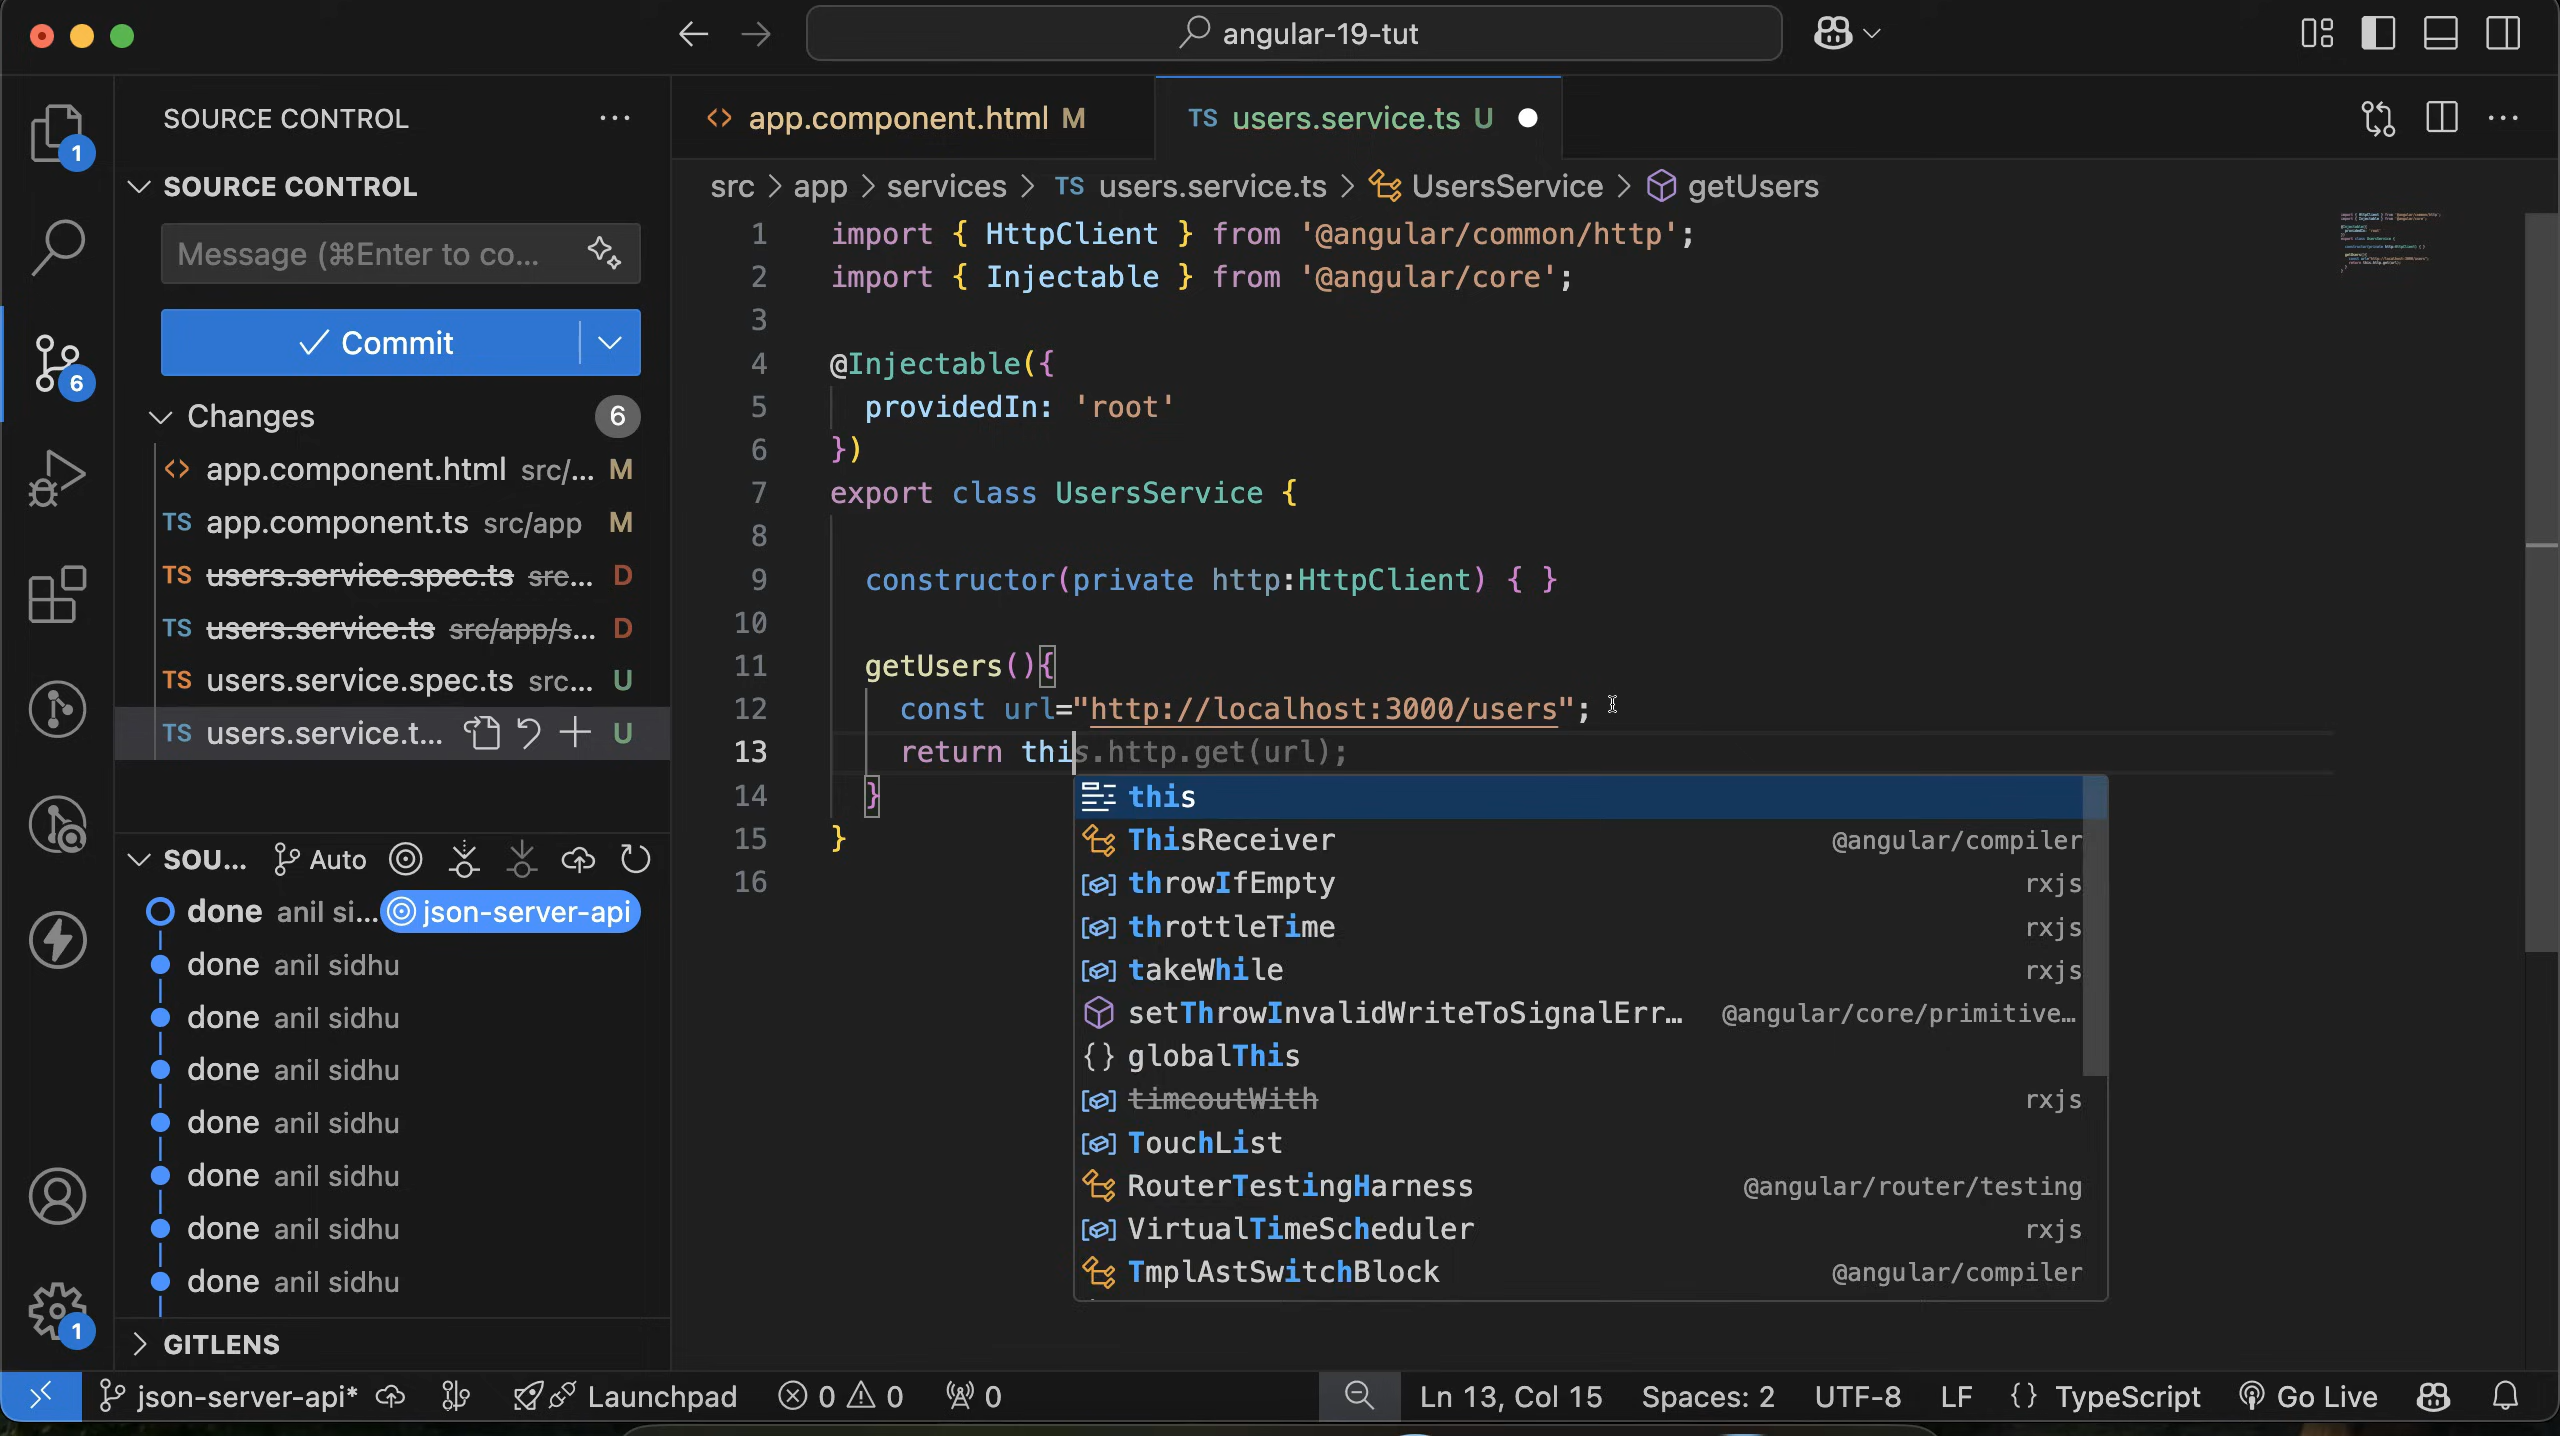 angular-19-tut
SOURCE CONTROL ...
SOURCE CONTROL
Message (⌘Enter to co...
Commit
Changes 6
app.component.html src/... M
app.component.ts src/app M
users.service.spec.ts src... D
users.service.ts src/app/s... D
users.service.spec.ts src... U
users.service.t... U
SOU... Auto
done anil si... json-server-api
done anil sidhu
done anil sidhu
done anil sidhu
done anil sidhu
done anil sidhu
done anil sidhu
done anil sidhu
GITLENS
1
6
1
app.component.html M
TS users.service.ts U
src > app > services > TS users.service.ts > UsersService > getUsers
1 import { HttpClient } from '@angular/common/http';
2 import { Injectable } from '@angular/core';
3
4 @Injectable({
5 providedIn: 'root'
6 })
7 export class UsersService {
8
9 constructor(private http:HttpClient) { }
10
11 getUsers(){
12 const url="http://localhost:3000/users";
13 return this.http.get(url);
14 }
15 }
16
this
ThisReceiver @angular/compiler
throwIfEmpty rxjs
throttleTime rxjs
takeWhile rxjs
setThrowInvalidWriteToSignalErr... @angular/core/primitive...
globalThis
timeoutWith rxjs
TouchList
RouterTestingHarness @angular/router/testing
VirtualTimeScheduler rxjs
TmplAstSwitchBlock @angular/compiler
json-server-api* Launchpad 0 0 0 Ln 13, Col 15 Spaces: 2 UTF-8 LF {} TypeScript Go Live